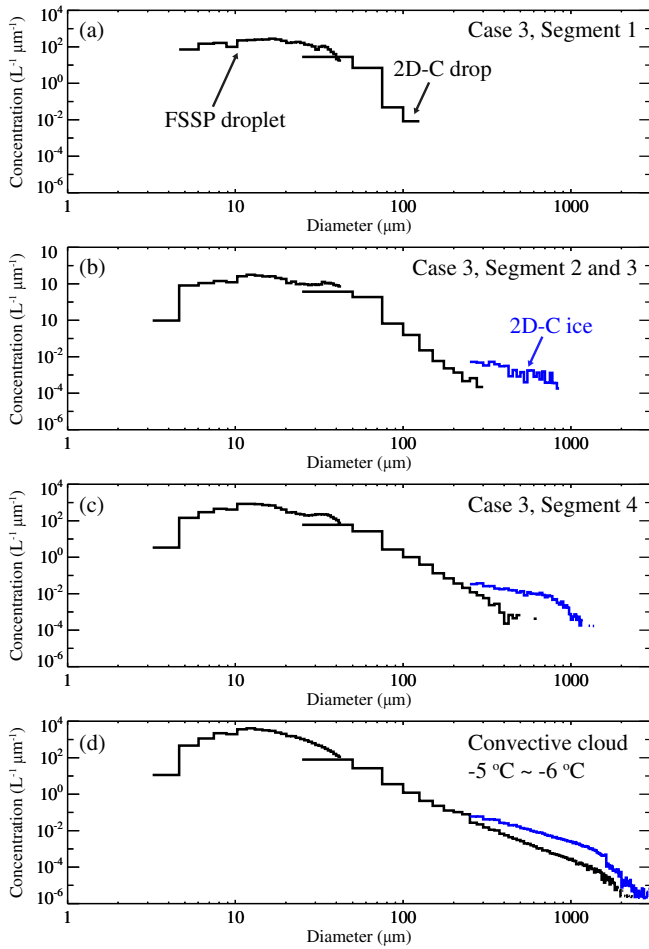 (a)
Case 3, Segment 1
FSSP droplet
2D-C drop
Concentration (L⁻¹ μm⁻¹)
10⁴
10²
10⁰
10⁻²
10⁻⁴
10⁻⁶
1 10 100 1000
Diameter (μm)
(b)
Case 3, Segment 2 and 3
2D-C ice
Concentration (L⁻¹ μm⁻¹)
10
10
10
10⁻²
10⁻⁴
10⁻⁶
1 10 100 1000
Diameter (μm)
(c)
Case 3, Segment 4
Concentration (L⁻¹ μm⁻¹)
10⁴
10²
10⁰
10⁻²
10⁻⁴
10⁻⁶
1 10 100 1000
Diameter (μm)
(d)
Convective cloud
-5 °C ~ -6 °C
Concentration (L⁻¹ μm⁻¹)
10⁴
10²
10⁰
10⁻²
10⁻⁴
10⁻⁶
1 10 100 1000
Diameter (μm)